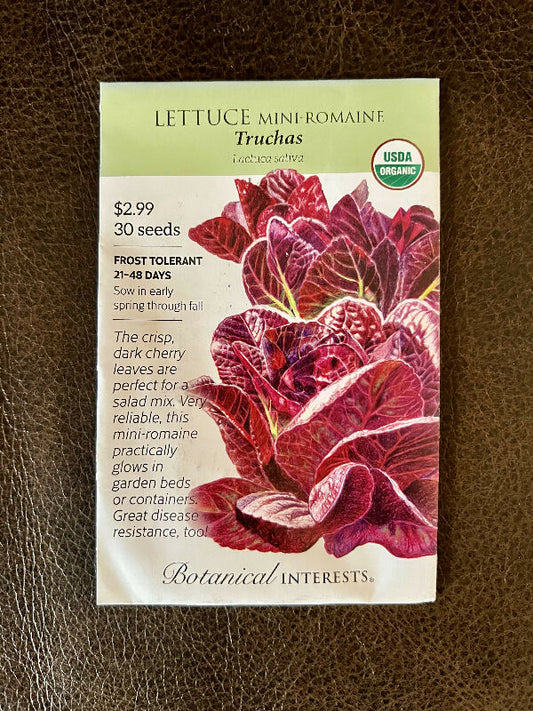 LETTUCE MINI-ROMAINE
Truchas
Lactuca sativa
USDA
ORGANIC
$2.99
30 seeds
FROST TOLERANT
21–48 DAYS
Sow in early
spring through fall
The crisp,
dark cherry
leaves are
perfect for a
salad mix. Very
reliable, this
mini-romaine
practically
glows in
garden beds
or containers.
Great disease
resistance, too!
Botanical INTERESTS®